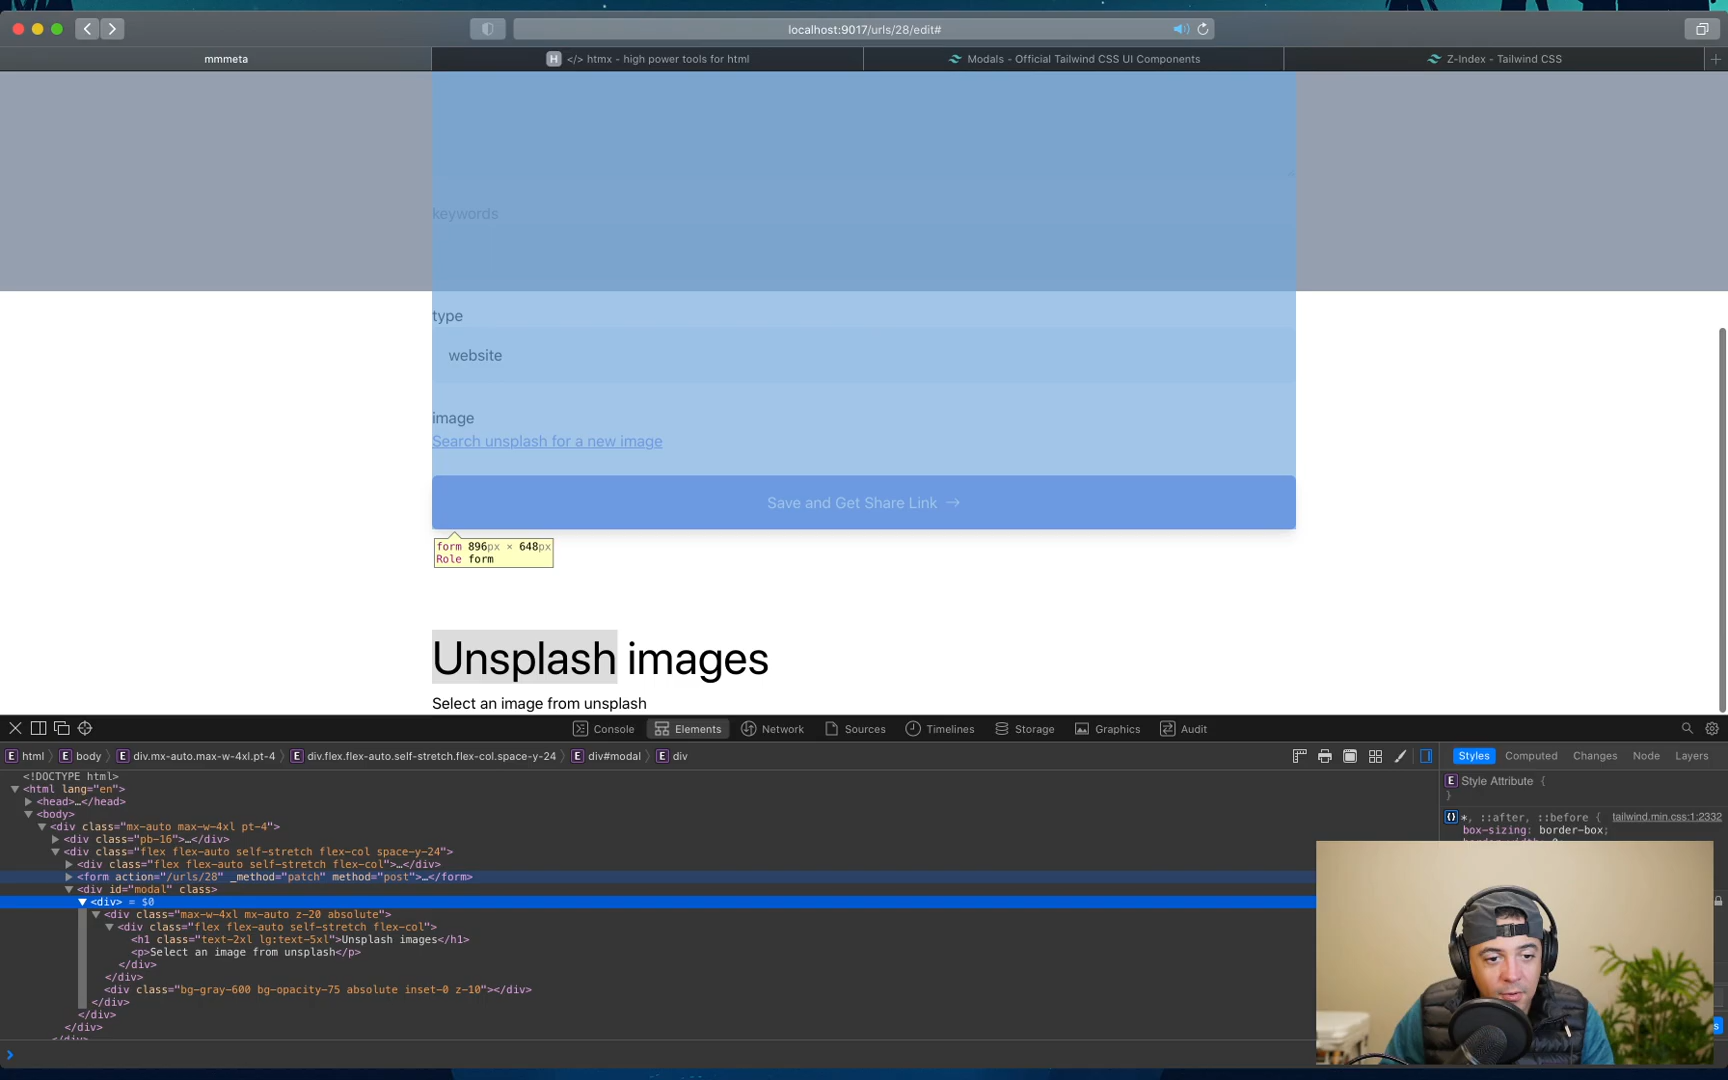 localhost:9017/urls/28/edit#
mmmeta
H </> htmx - high power tools for html
Modals - Official Tailwind CSS UI Components
Z-Index - Tailwind CSS
keywords
type
website
image
Search unsplash for a new image
Save and Get Share Link →
form 896px × 648px
Role form
Unsplash images
Select an image from unsplash
Console Elements Network Sources Timelines Storage Graphics Audit
E html E body E div.mx-auto.max-w-4xl.pt-4 E div.flex.flex-auto.self-stretch.flex-col.space-y-24 E div#modal E div
Styles Computed Changes Node Layers
<!DOCTYPE html>
<html lang="en">
<head>…</head>
<body>
<div class="mx-auto max-w-4xl pt-4">
<div class="pb-16">…</div>
<div class="flex flex-auto self-stretch flex-col space-y-24">
<div class="flex flex-auto self-stretch flex-col">…</div>
<form action="/urls/28" _method="patch" method="post">…</form>
<div id="modal" class>
<div> = $0
<div class="max-w-4xl mx-auto z-20 absolute">
<div class="flex flex-auto self-stretch flex-col">
<h1 class="text-2xl lg:text-5xl">Unsplash images</h1>
<p>Select an image from unsplash</p>
</div>
</div>
<div class="bg-gray-600 bg-opacity-75 absolute inset-0 z-10"></div>
</div>
</div>
</div>
E Style Attribute {
}
*, ::after, ::before { tailwind.min.css:1:2332
box-sizing: border-box;